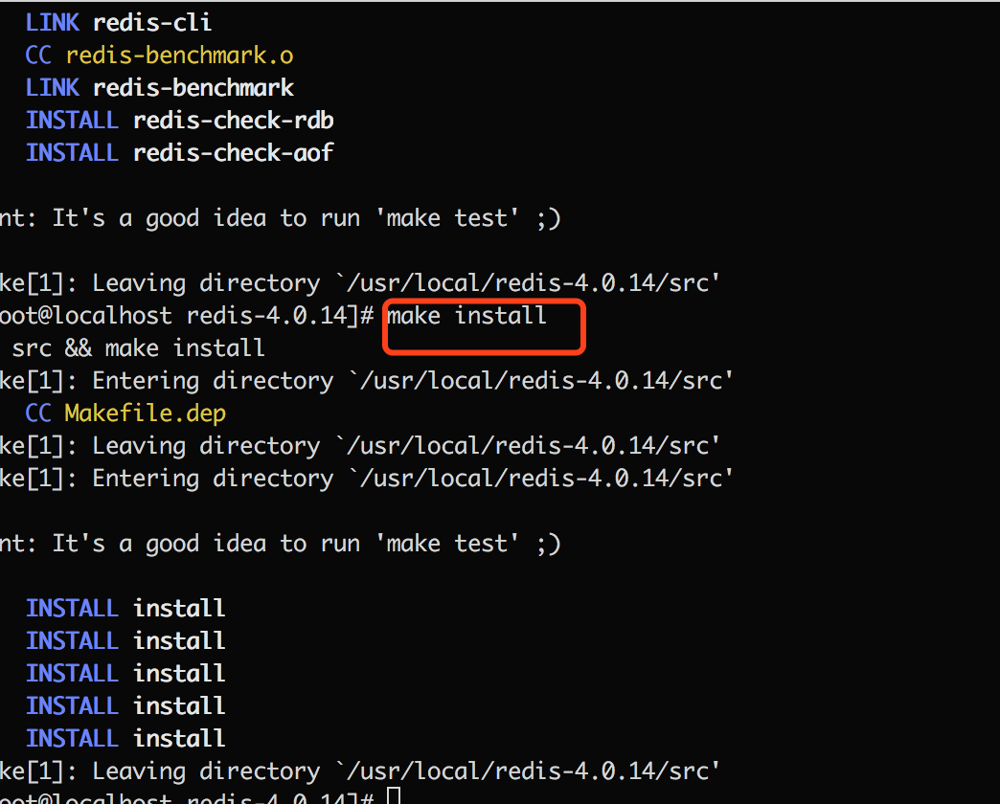 LINK redis-cli
CC redis-benchmark.o
LINK redis-benchmark
INSTALL redis-check-rdb
INSTALL redis-check-aof
nt: It's a good idea to run 'make test' ;)
ke[1]: Leaving directory `/usr/local/redis-4.0.14/src'
oot@localhost redis-4.0.14]# make install
src && make install
ke[1]: Entering directory `/usr/local/redis-4.0.14/src'
CC Makefile.dep
ke[1]: Leaving directory `/usr/local/redis-4.0.14/src'
ke[1]: Entering directory `/usr/local/redis-4.0.14/src'
nt: It's a good idea to run 'make test' ;)
INSTALL install
INSTALL install
INSTALL install
INSTALL install
INSTALL install
ke[1]: Leaving directory `/usr/local/redis-4.0.14/src'
oot@localhost redis-4.0.14]#